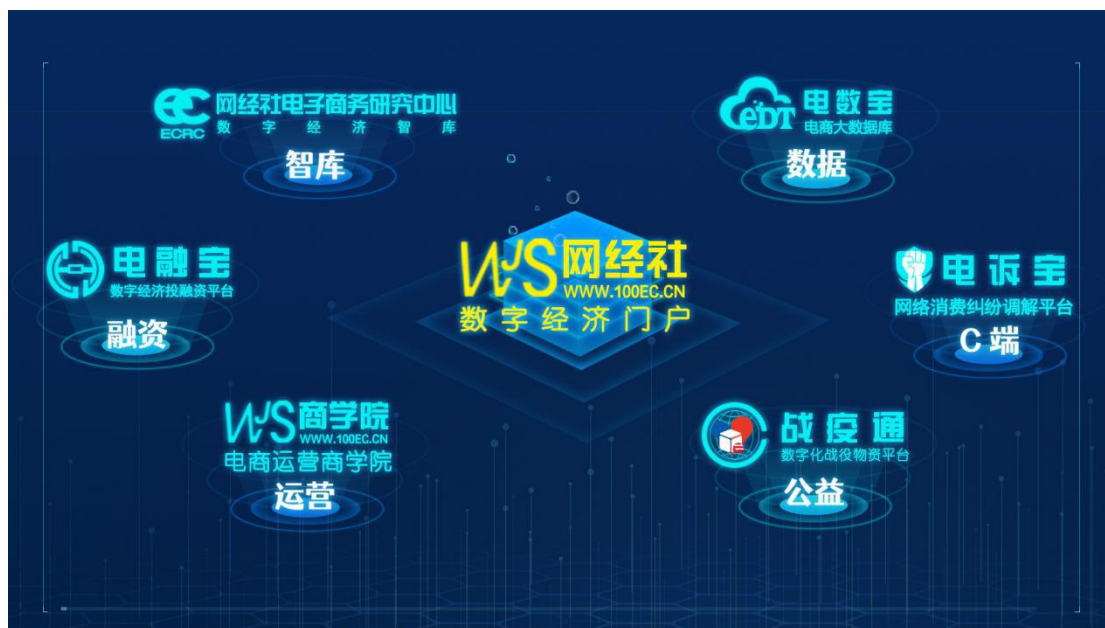 网经社电子商务研究中心
ECRC
数字经济智库
智库
eDT
电数宝
电商大数据库
数据
电融宝
数字经济投融资平台
融资
WJS网经社
WWW.100EC.CN
数字经济门户
电诉宝
网络消费纠纷调解平台
C端
WJS商学院
WWW.100EC.CN
电商运营商学院
运营
战疫通
数字化战役物资平台
公益